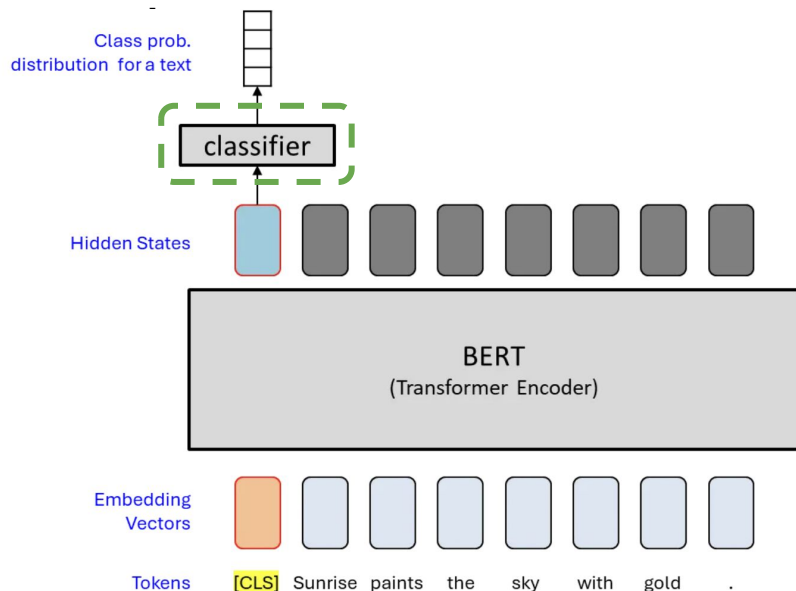 Class prob.
distribution for a text
classifier
Hidden States
BERT
(Transformer Encoder)
Embedding
Vectors
Tokens [CLS] Sunrise paints the sky with gold .